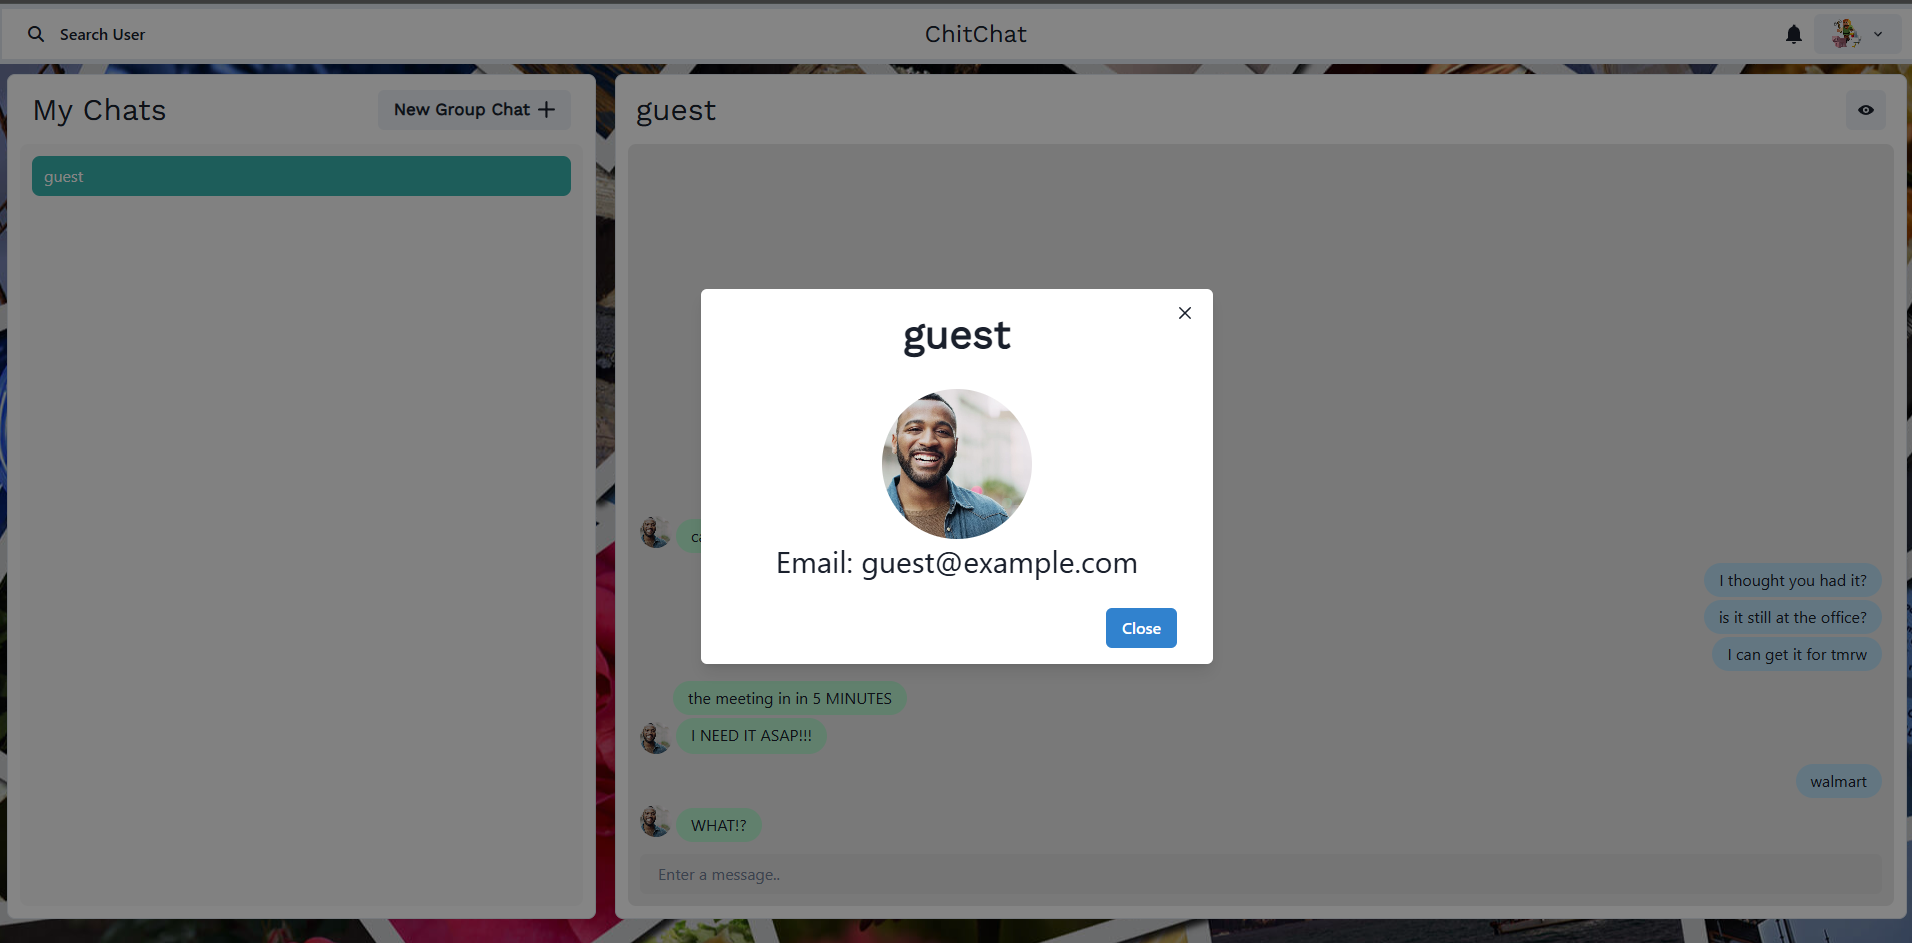 Search User
ChitChat
My Chats
New Group Chat
guest
guest
guest
Email: guest@example.com
Close
I thought you had it?
is it still at the office?
I can get it for tmrw
the meeting in in 5 MINUTES
I NEED IT ASAP!!!
walmart
WHAT!?
Enter a message..